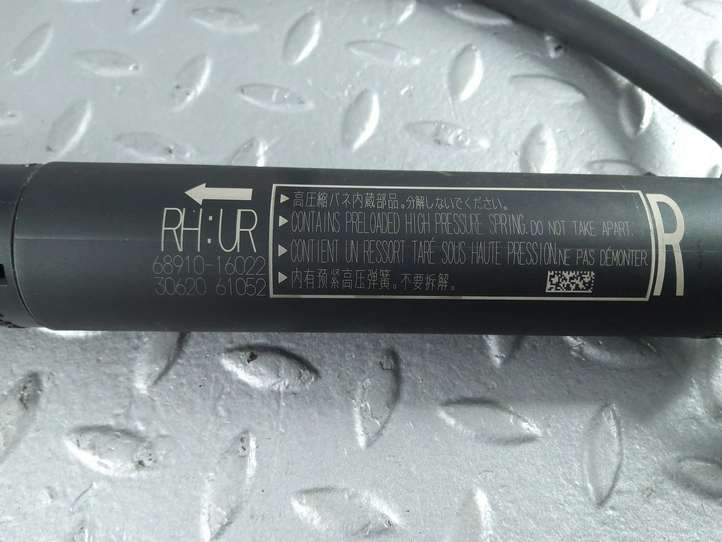 RH:UR
68910-16022
30620 61052
▶高圧縮バネ内蔵部品。分解しないでください。
▶CONTAINS PRELOADED HIGH PRESSURE SPRING. DO NOT TAKE APART.
▶CONTIENT UN RESSORT TARÉ SOUS HAUTE PRESSION.NE PAS DÉMONTER
▶内有预紧高压弹簧。不要拆解。
R